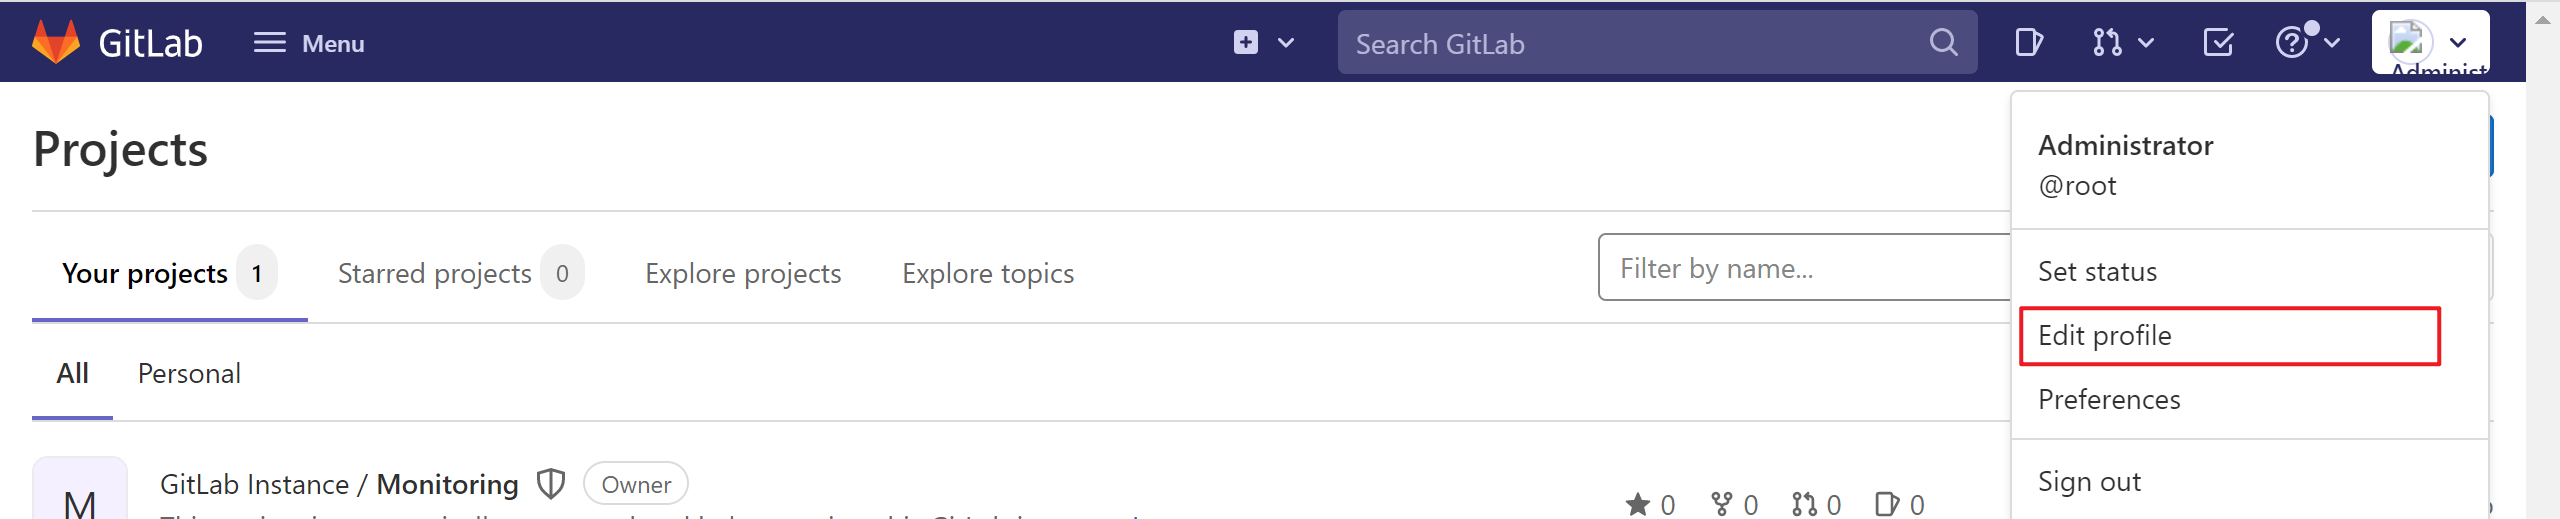 GitLab
Menu
Search GitLab
Administ
Projects
Administrator
@root
Your projects 1
Starred projects 0
Explore projects
Explore topics
Filter by name...
Set status
Edit profile
Preferences
Sign out
All
Personal
M
GitLab Instance / Monitoring
Owner
0 0 0 0